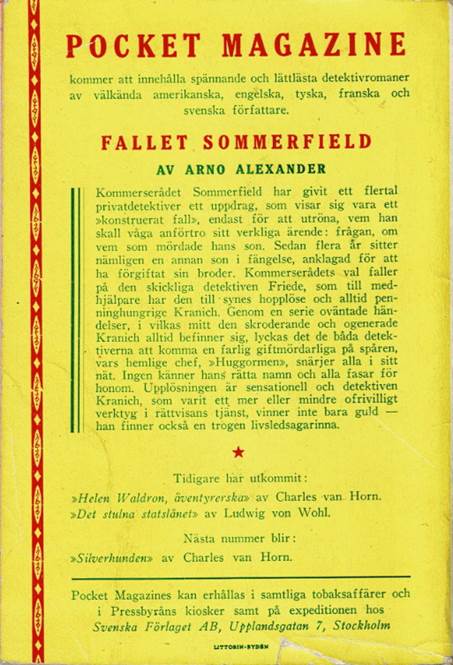 POCKET MAGAZINE
kommer att innehålla spännande och lättlästa detektivromaner
av välkända amerikanska, engelska, tyska, franska och
svenska författare.
FALLET SOMMERFIELD
AV ARNO ALEXANDER
Kommerserådet Sommerfield har givit ett flertal
privatdetektiver ett uppdrag, som visar sig vara ett
»konstruerat fall», endast för att utröna, vem han
skall våga anförtro sitt verkliga ärende: frågan, om
vem som mördade hans son. Sedan flera år sitter
nämligen en annan son i fängelse, anklagad för att
ha förgiftat sin broder. Kommerserådets val faller
på den skickliga detektiven Friede, som till med-
hjälpare har den till synes hopplöse och alltid pen-
ninghungrige Kranich. Genom en serie oväntade hän-
delser, i vilkas mitt den skroderande och ogenerade
Kranich alltid befinner sig, lyckas det de båda detek-
tiverna att komma en farlig giftmördarliga på spåren,
vars hemlige chef, »Huggormen», snärjer alla i sitt
nät. Ingen känner hans rätta namn och alla fasar för
honom. Upplösningen är sensationell och detektiven
Kranich, som varit ett mer eller mindre ofrivilligt
verktyg i rättvisans tjänst, vinner inte bara guld —
han finner också en trogen livsledsagarinna.
Tidigare har utkommit:
»Helen Waldron, äventyrerska» av Charles van Horn.
»Det stulna statslånet» av Ludwig von Wohl.
Nästa nummer blir:
»Silverhunden» av Charles van Horn.
Pocket Magazines kan erhållas i samtliga tobaksaffärer och
i Pressbyråns kiosker samt på expeditionen hos
Svenska Förlaget AB, Upplandsgatan 7, Stockholm
LITTORIN-RYDÉN